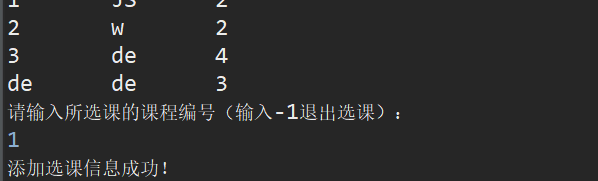 1 JS 2
2 w 2
3 de 4
de de 3
请输入所选课的课程编号（输入-1退出选课）：
1
添加选课信息成功！